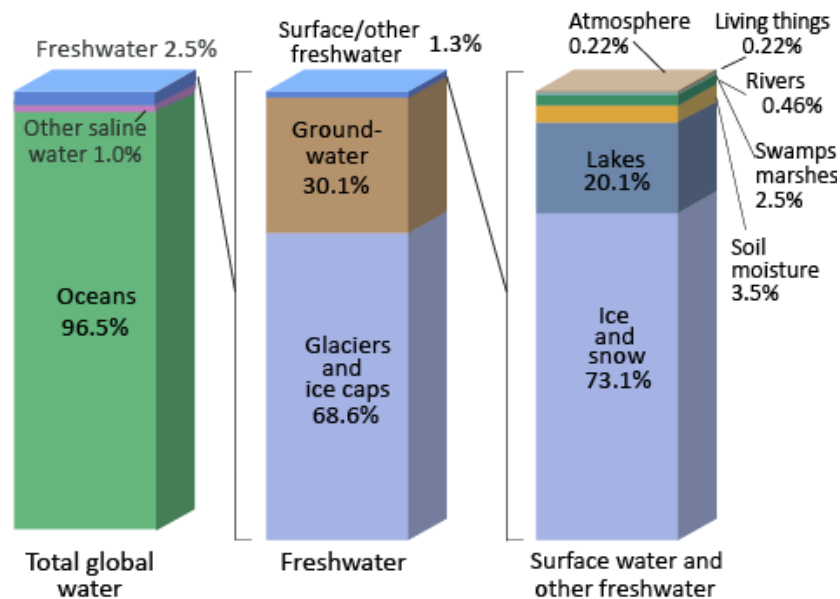 Freshwater 2.5%
Other saline
water 1.0%
Oceans
96.5%
Total global
water
Surface/other
freshwater
1.3%
Ground-
water
30.1%
Glaciers
and
ice caps
68.6%
Freshwater
Atmosphere
0.22%
Living things
0.22%
Rivers
0.46%
Swamps
marshes
2.5%
Soil
moisture
3.5%
Lakes
20.1%
Ice
and
snow
73.1%
Surface water and
other freshwater